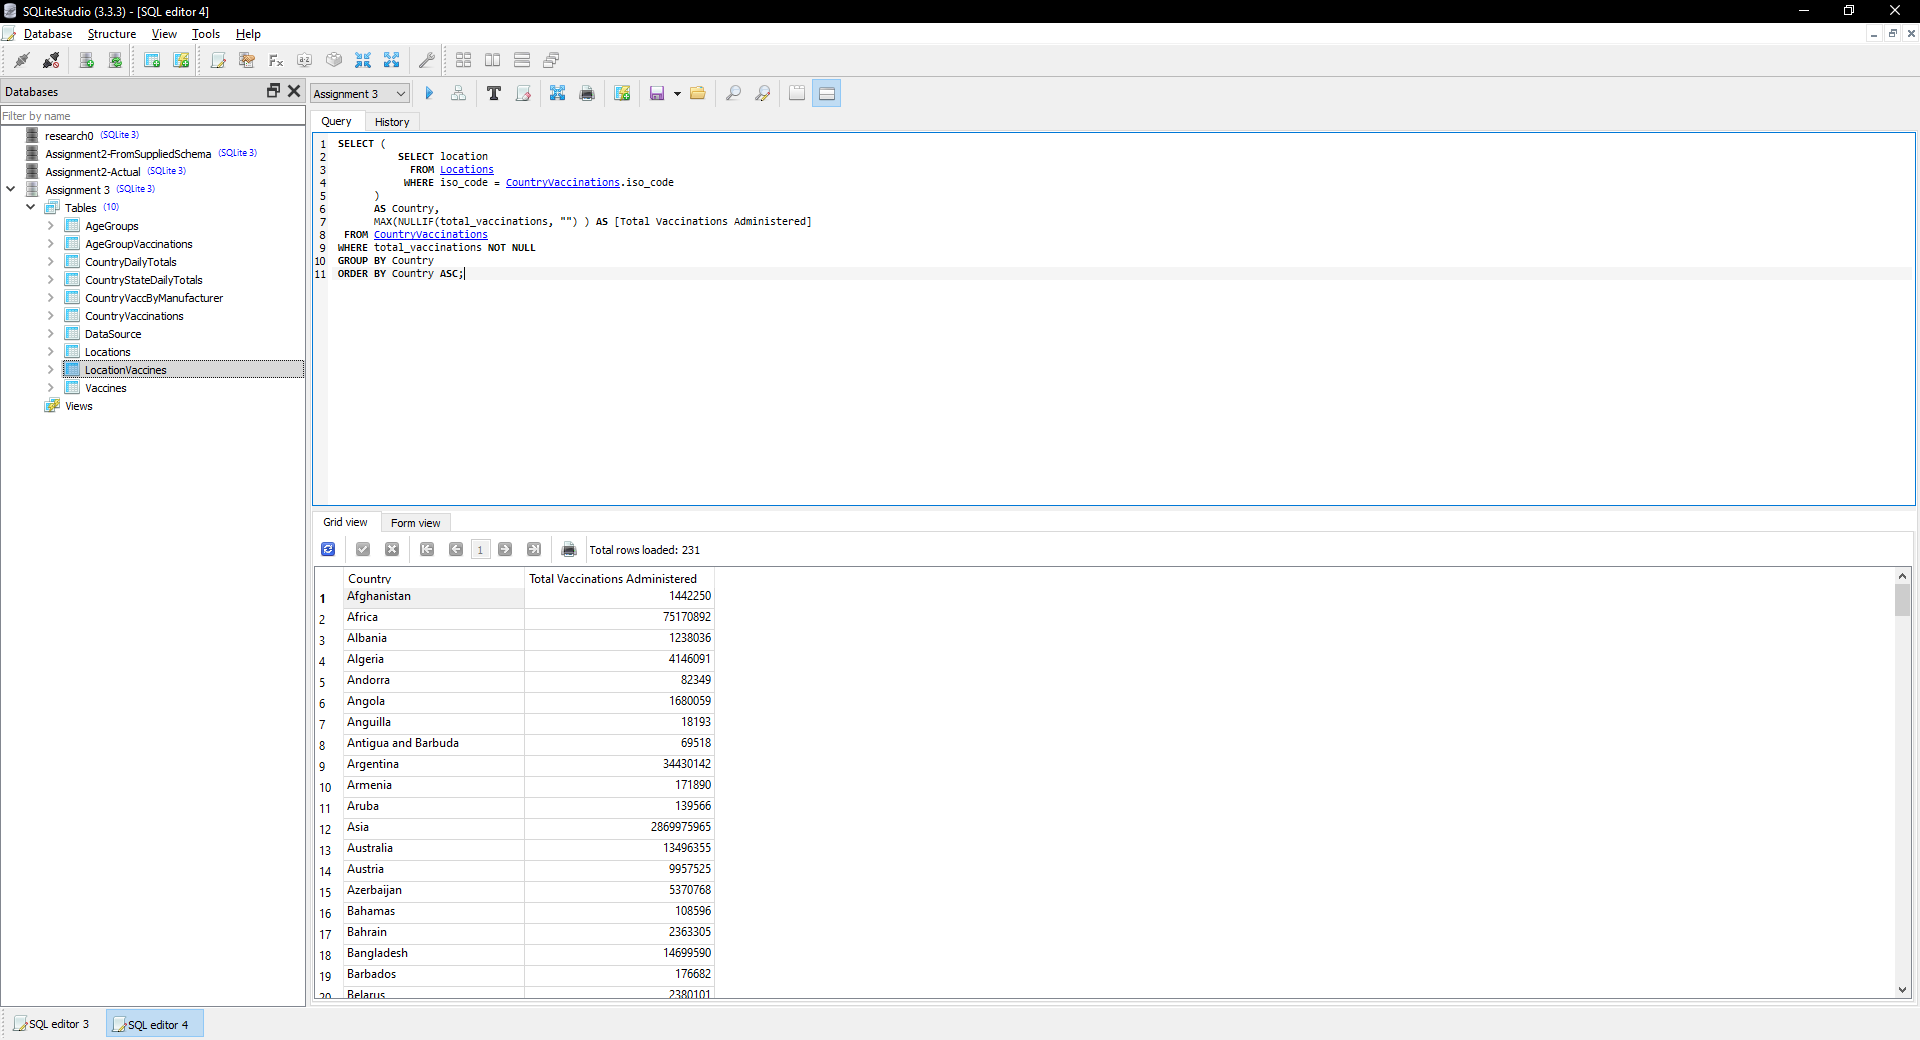 SQLiteStudio (3.3.3) - [SQL editor 4]
Database Structure View Tools Help
Databases
Filter by name
research0 (SQLite 3)
Assignment2-FromSuppliedSchema (SQLite 3)
Assignment2-Actual (SQLite 3)
Assignment 3 (SQLite 3)
Tables (10)
AgeGroups
AgeGroupVaccinations
CountryDailyTotals
CountryStateDailyTotals
CountryVaccByManufacturer
CountryVaccinations
DataSource
Locations
LocationVaccines
Vaccines
Views
Assignment 3
Query History
1 SELECT (
2 SELECT location
3 FROM Locations
4 WHERE iso_code = CountryVaccinations.iso_code
5 )
6 AS Country,
7 MAX(NULLIF(total_vaccinations, "") ) AS [Total Vaccinations Administered]
8 FROM CountryVaccinations
9 WHERE total_vaccinations NOT NULL
10 GROUP BY Country
11 ORDER BY Country ASC;
Grid view Form view
1 Total rows loaded: 231
Country Total Vaccinations Administered
1 Afghanistan 1442250
2 Africa 75170892
3 Albania 1238036
4 Algeria 4146091
5 Andorra 82349
6 Angola 1680059
7 Anguilla 18193
8 Antigua and Barbuda 69518
9 Argentina 34430142
10 Armenia 171890
11 Aruba 139566
12 Asia 2869975965
13 Australia 13496355
14 Austria 9957525
15 Azerbaijan 5370768
16 Bahamas 108596
17 Bahrain 2363305
18 Bangladesh 14699590
19 Barbados 176682
20 Belarus 2380101
SQL editor 3 SQL editor 4